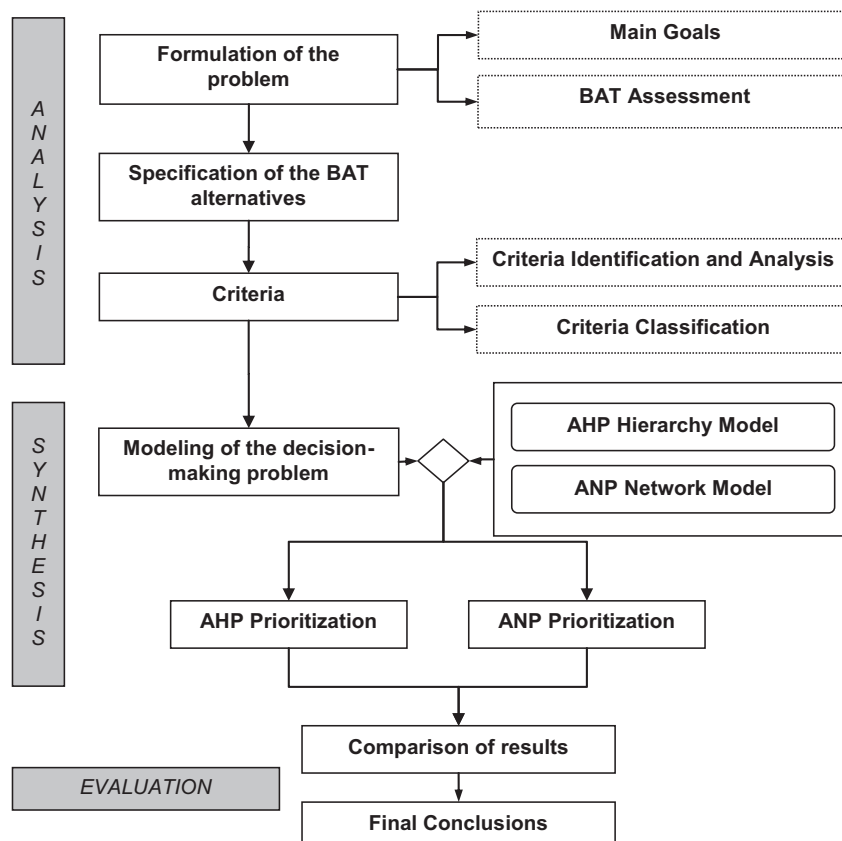 ANALYSIS
Formulation of the
problem
Main Goals
BAT Assessment
Specification of the BAT
alternatives
Criteria
Criteria Identification and Analysis
Criteria Classification
SYNTHESIS
Modeling of the decision-
making problem
AHP Hierarchy Model
ANP Network Model
AHP Prioritization
ANP Prioritization
Comparison of results
EVALUATION
Final Conclusions